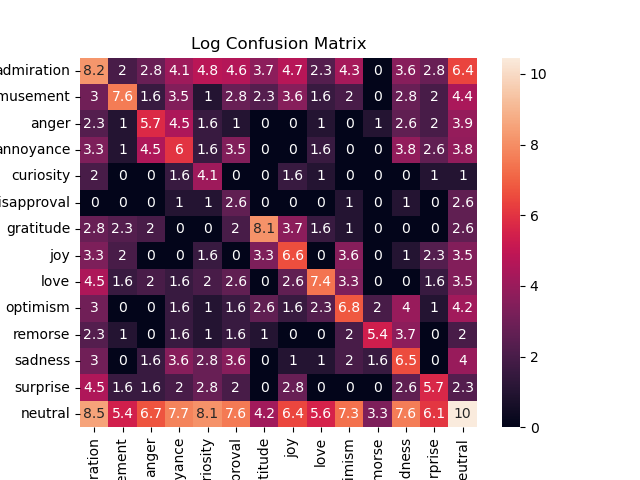 Log Confusion Matrix
admiration 8.2 2 2.8 4.1 4.8 4.6 3.7 4.7 2.3 4.3 0 3.6 2.8 6.4
musement 3 7.6 1.6 3.5 1 2.8 2.3 3.6 1.6 2 0 2.8 2 4.4
anger 2.3 1 5.7 4.5 1.6 1 0 0 1 0 1 2.6 2 3.9
annoyance 3.3 1 4.5 6 1.6 3.5 0 0 1.6 0 0 3.8 2.6 3.8
curiosity 2 0 0 1.6 4.1 0 0 1.6 1 0 0 0 1 1
isapproval 0 0 0 1 1 2.6 0 0 0 1 0 1 0 2.6
gratitude 2.8 2.3 2 0 0 2 8.1 3.7 1.6 1 0 0 0 2.6
joy 3.3 2 0 0 1.6 0 3.3 6.6 0 3.6 0 1 2.3 3.5
love 4.5 1.6 2 1.6 2 2.6 0 2.6 7.4 3.3 0 0 1.6 3.5
optimism 3 0 0 1.6 1 1.6 2.6 1.6 2.3 6.8 2 4 1 4.2
remorse 2.3 1 0 1.6 1 1.6 1 0 0 2 5.4 3.7 0 2
sadness 3 0 1.6 3.6 2.8 3.6 0 1 1 2 1.6 6.5 0 4
surprise 4.5 1.6 1.6 2 2.8 2 0 2.8 0 0 0 2.6 5.7 2.3
neutral 8.5 5.4 6.7 7.7 8.1 7.6 4.2 6.4 5.6 7.3 3.3 7.6 6.1 10
ration
ement
anger
yance
riosity
proval
titude
joy
love
imism
morse
dness
rprise
eutral
10
8
6
4
2
0